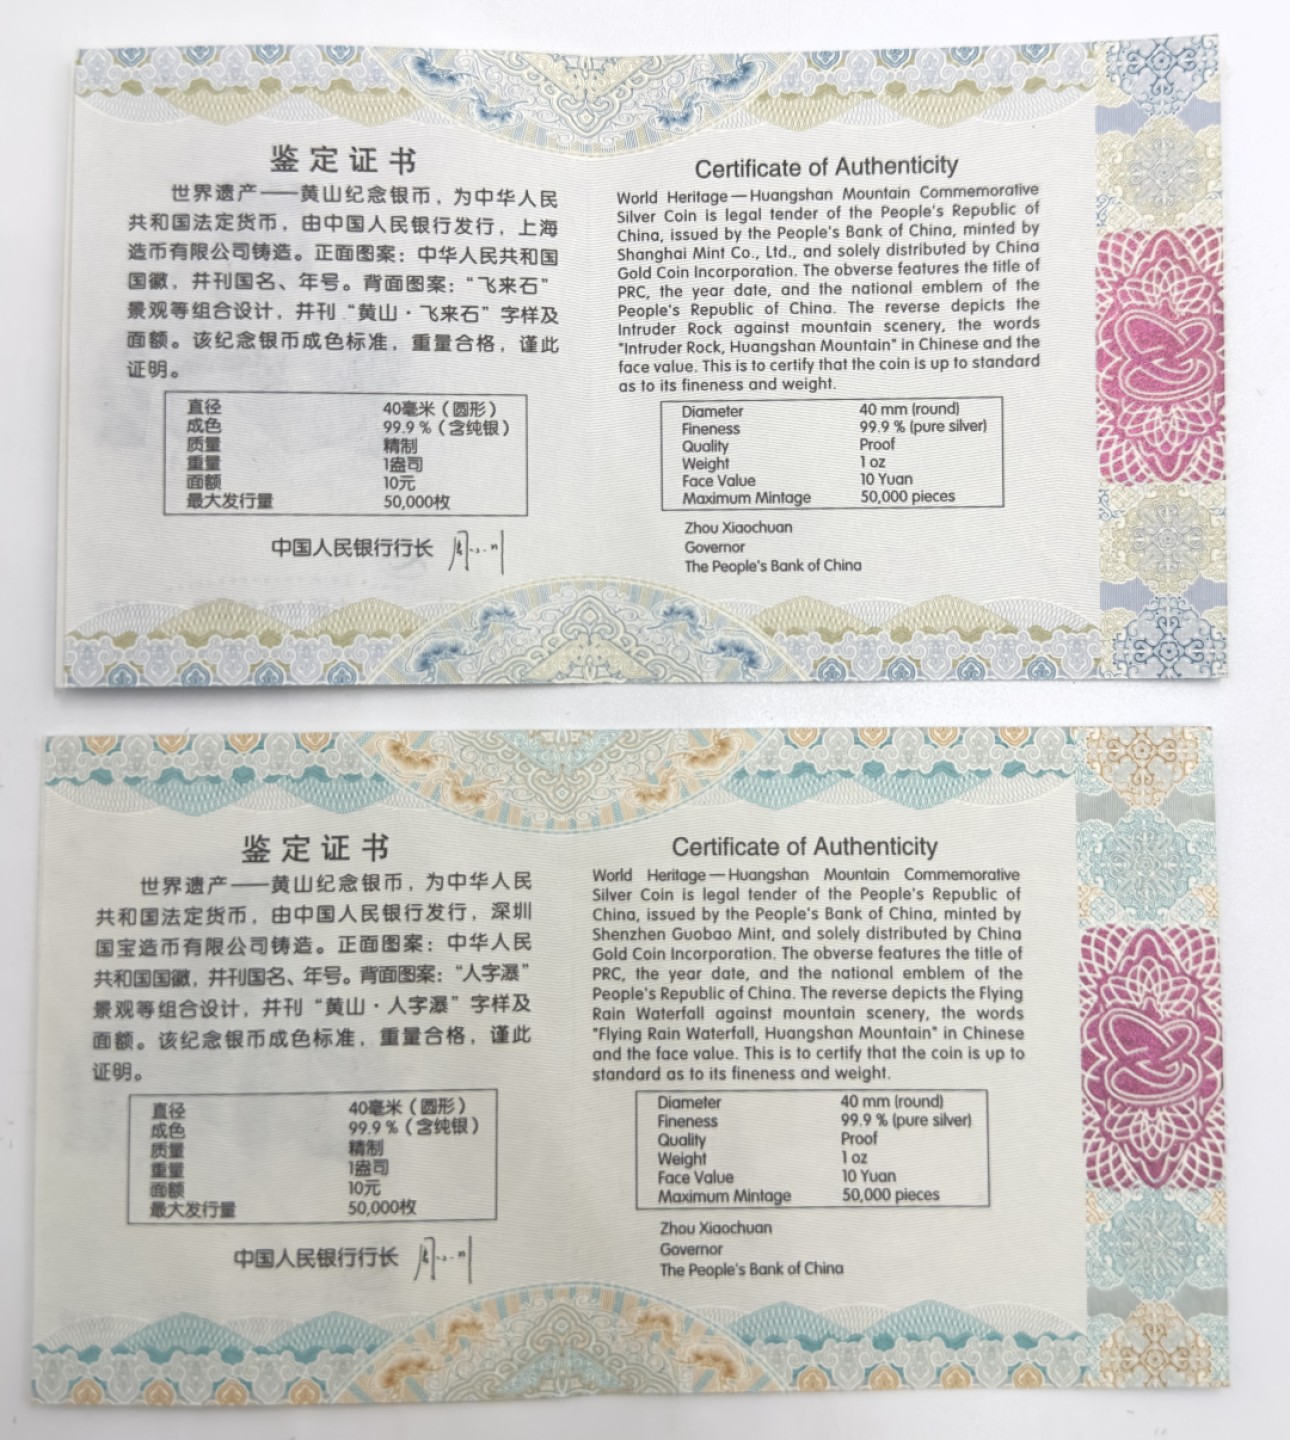 鉴定证书
世界遗产——黄山纪念银币，为中华人民
共和国法定货币，由中国人民银行发行，上海
造币有限公司铸造。正面图案：中华人民共和国
国徽，并刊国名、年号。背面图案：“飞来石”
景观等组合设计，并刊“黄山·飞来石”字样及
面额。该纪念银币成色标准，重量合格，谨此
证明。
直径 40毫米（圆形）
成色 99.9 %（含纯银）
质量 精制
重量 1盎司
面额 10元
最大发行量 50,000枚
中国人民银行行长
Certificate of Authenticity
World Heritage — Huangshan Mountain Commemorative
Silver Coin is legal tender of the People's Republic of
China, issued by the People's Bank of China, minted by
Shanghai Mint Co., Ltd., and solely distributed by China
Gold Coin Incorporation. The obverse features the title of
PRC, the year date, and the national emblem of the
People's Republic of China. The reverse depicts the
Intruder Rock against mountain scenery, the words
"Intruder Rock, Huangshan Mountain" in Chinese and the
face value. This is to certify that the coin is up to standard
as to its fineness and weight.
Diameter 40 mm (round)
Fineness 99.9 % (pure silver)
Quality Proof
Weight 1 oz
Face Value 10 Yuan
Maximum Mintage 50,000 pieces
Zhou Xiaochuan
Governor
The People's Bank of China
鉴定证书
世界遗产——黄山纪念银币，为中华人民
共和国法定货币，由中国人民银行发行，深圳
国宝造币有限公司铸造。正面图案：中华人民
共和国国徽，并刊国名、年号。背面图案：“人字瀑”
景观等组合设计，并刊“黄山·人字瀑”字样及
面额。该纪念银币成色标准，重量合格，谨此
证明。
直径 40毫米（圆形）
成色 99.9 %（含纯银）
质量 精制
重量 1盎司
面额 10元
最大发行量 50,000枚
中国人民银行行长
Certificate of Authenticity
World Heritage — Huangshan Mountain Commemorative
Silver Coin is legal tender of the People's Republic of
China, issued by the People's Bank of China, minted by
Shenzhen Guobao Mint, and solely distributed by China
Gold Coin Incorporation. The obverse features the title of
PRC, the year date, and the national emblem of the
People's Republic of China. The reverse depicts the Flying
Rain Waterfall against mountain scenery, the words
"Flying Rain Waterfall, Huangshan Mountain" in Chinese
and the face value. This is to certify that the coin is up to
standard as to its fineness and weight.
Diameter 40 mm (round)
Fineness 99.9 % (pure silver)
Quality Proof
Weight 1 oz
Face Value 10 Yuan
Maximum Mintage 50,000 pieces
Zhou Xiaochuan
Governor
The People's Bank of China